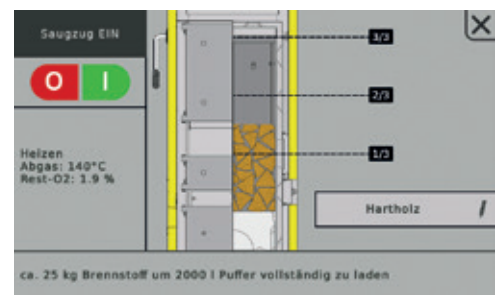 Saugzug EIN
O I
3/3
2/3
1/3
Heizen
Abgas: 140°C
Rest-O2: 1.9 %
Hartholz
ca. 25 kg Brennstoff um 2000 l Puffer vollständig zu laden